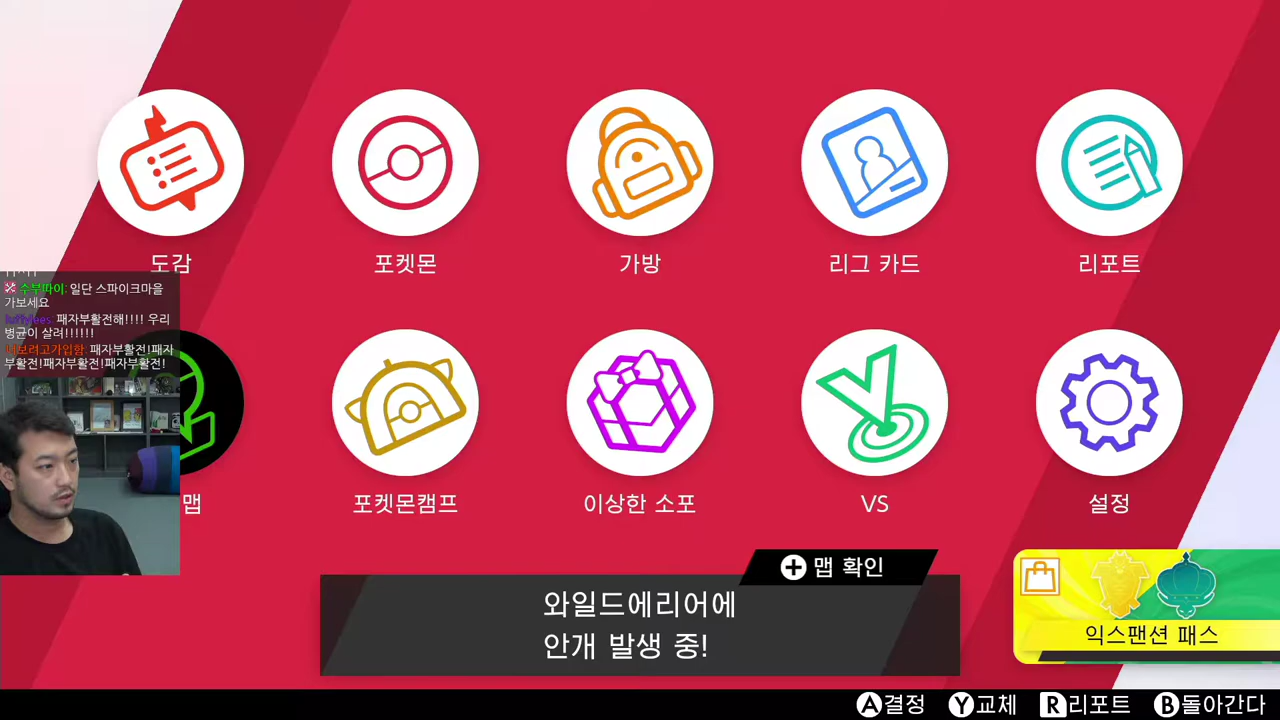 도감
포켓몬
가방
리그 카드
리포트
수부따이: 일단 스파이크마을
가보세요
패자부활전해!!!! 우리
병균이 살려!!!!!!
패자부활전!패자
부활전!패자부활전!패자부활전!
맵
포켓몬캠프
이상한 소포
VS
설정
맵 확인
와일드에리어에
안개 발생 중!
익스팬션 패스
A결정
Y교체
R리포트
B돌아간다